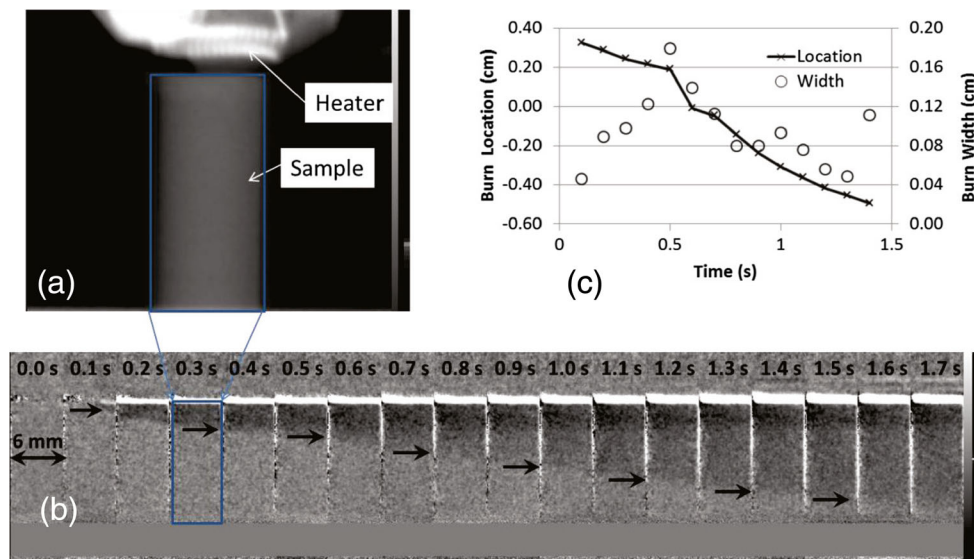 Heater
Sample
(a)
Burn Location (cm)
0.40
0.20
0.00
-0.20
-0.40
-0.60
Location
Width
0.20
0.16
0.12
0.08
0.04
0.00
Burn Width (cm)
0
0.5
1
1.5
Time (s)
(c)
0.0 s 0.1 s 0.2 s 0.3 s 0.4 s 0.5 s 0.6 s 0.7 s 0.8 s 0.9 s 1.0 s 1.1 s 1.2 s 1.3 s 1.4 s 1.5 s 1.6 s 1.7 s
6 mm
(b)